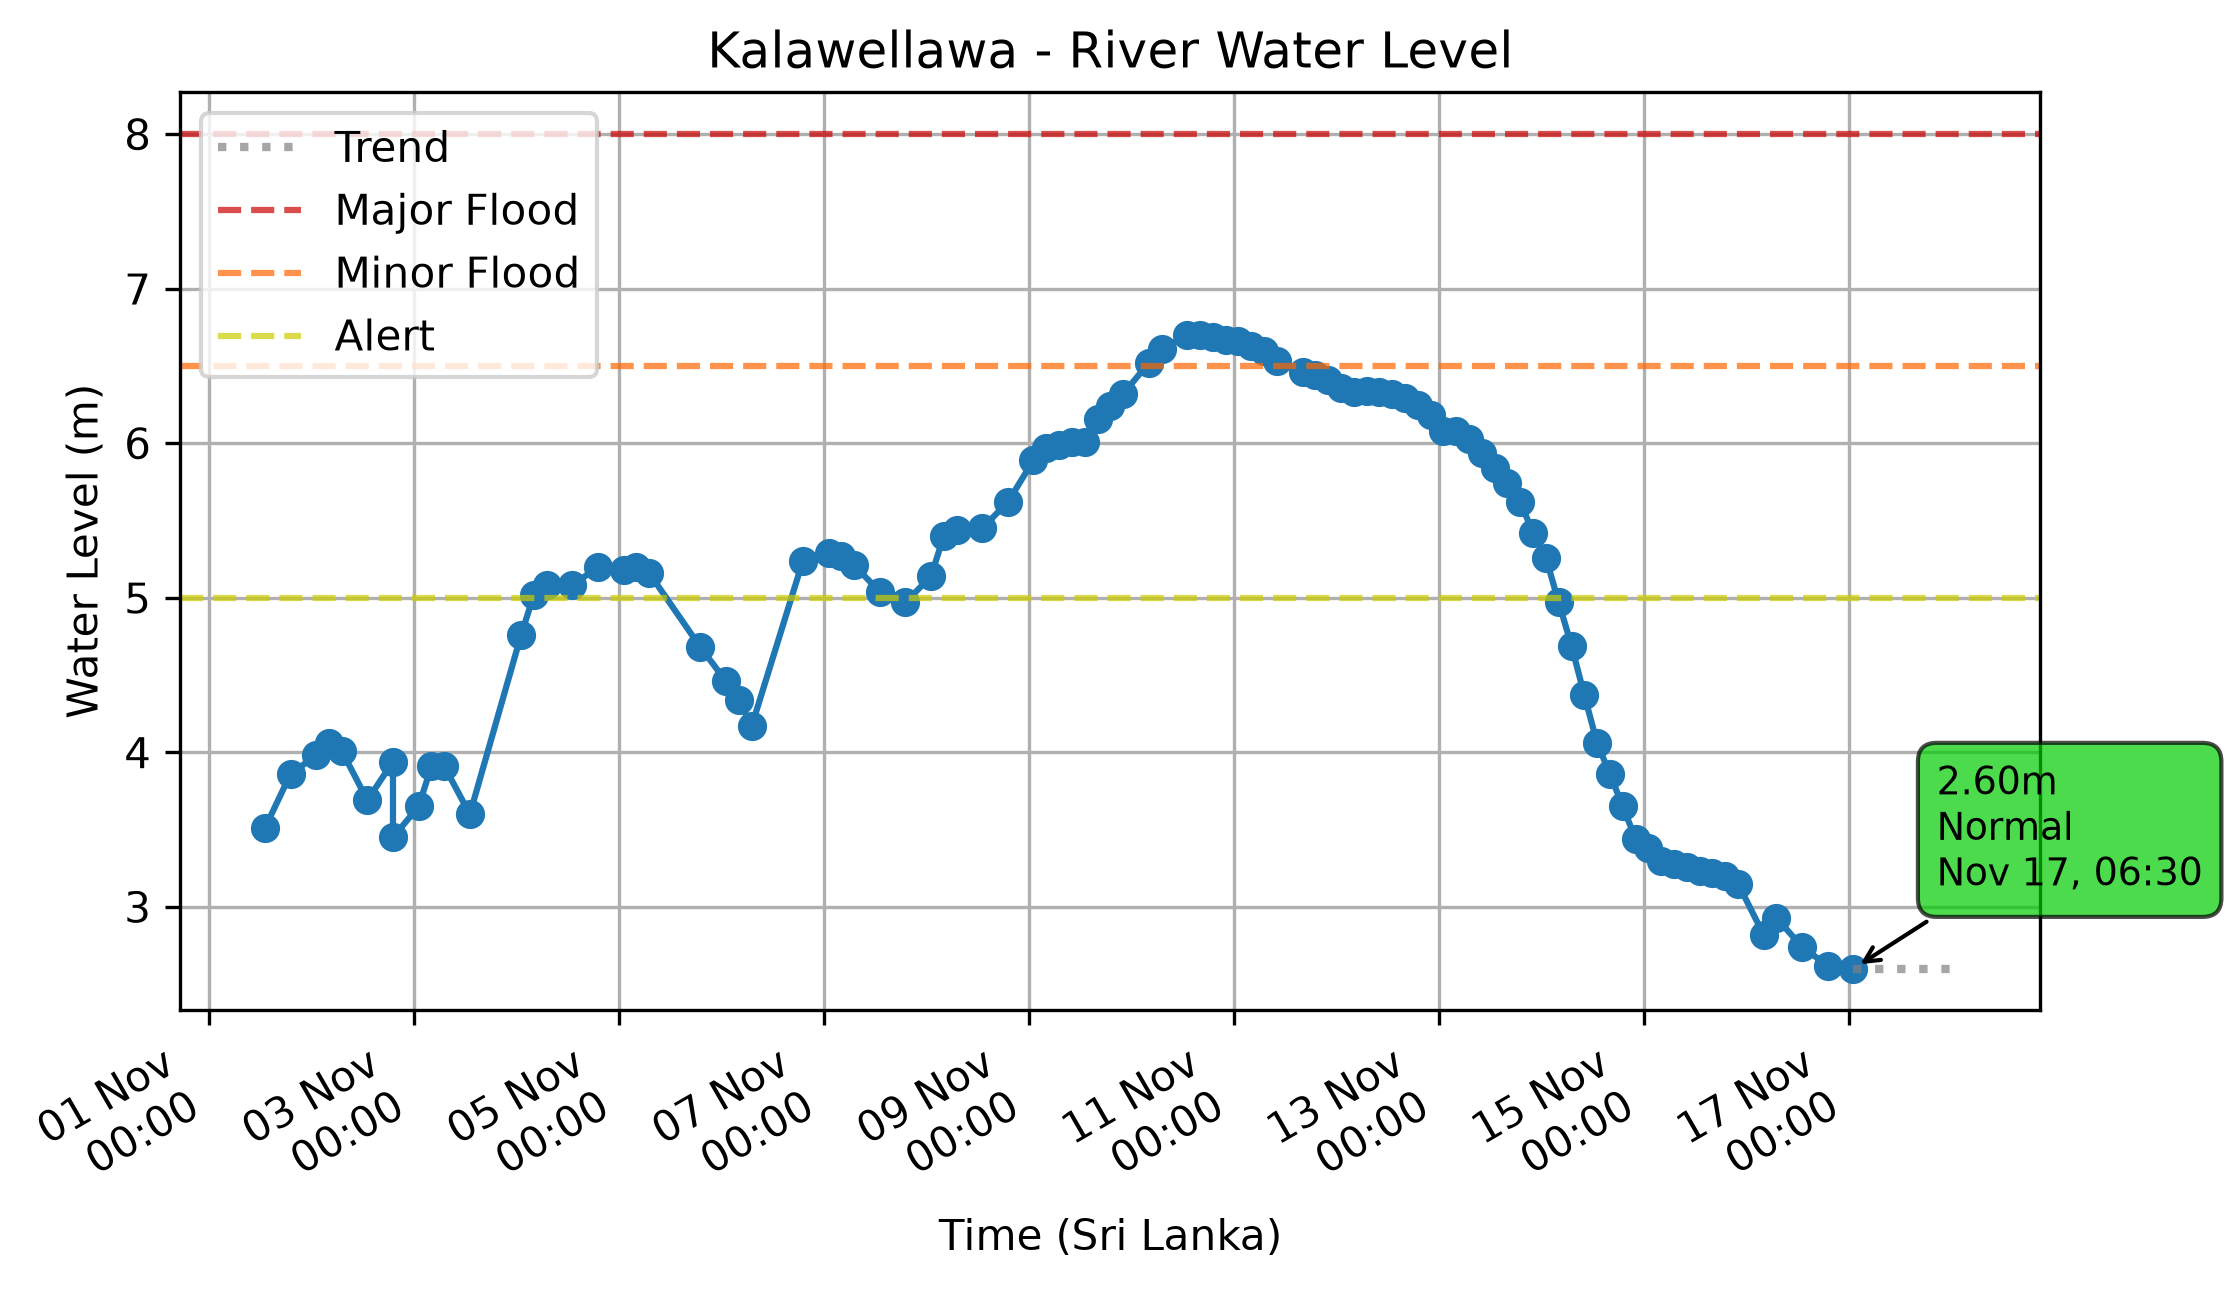 Kalawellawa - River Water Level
Trend
Major Flood
Minor Flood
Alert
8
7
6
5
4
3
Water Level (m)
2.60m
Normal
Nov 17, 06:30
01 Nov
00:00
03 Nov
00:00
05 Nov
00:00
07 Nov
00:00
09 Nov
00:00
11 Nov
00:00
13 Nov
00:00
15 Nov
00:00
17 Nov
00:00
Time (Sri Lanka)